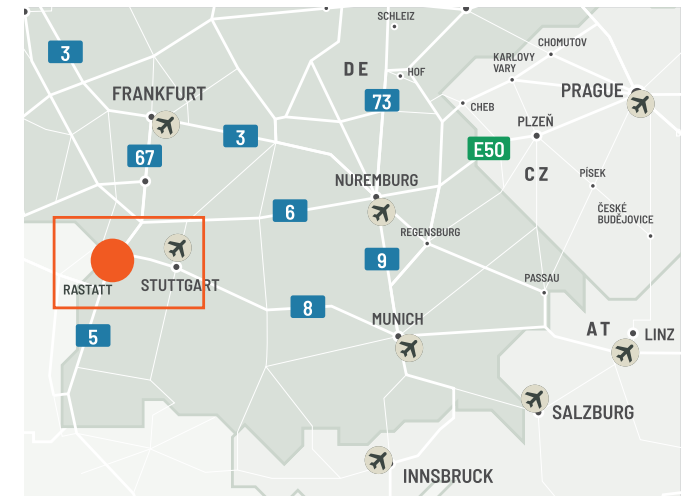 SCHLEIZ
3
CHOMUTOV
KARLOVY
VARY
DE
HOF
FRANKFURT
73
PRAGUE
CHEB
PLZEŇ
3
E50
67
CZ
PÍSEK
NUREMBURG
6
ČESKÉ
BUDĚJOVICE
REGENSBURG
9
PASSAU
RASTATT
STUTTGART
8
MUNICH
AT
LINZ
5
SALZBURG
INNSBRUCK